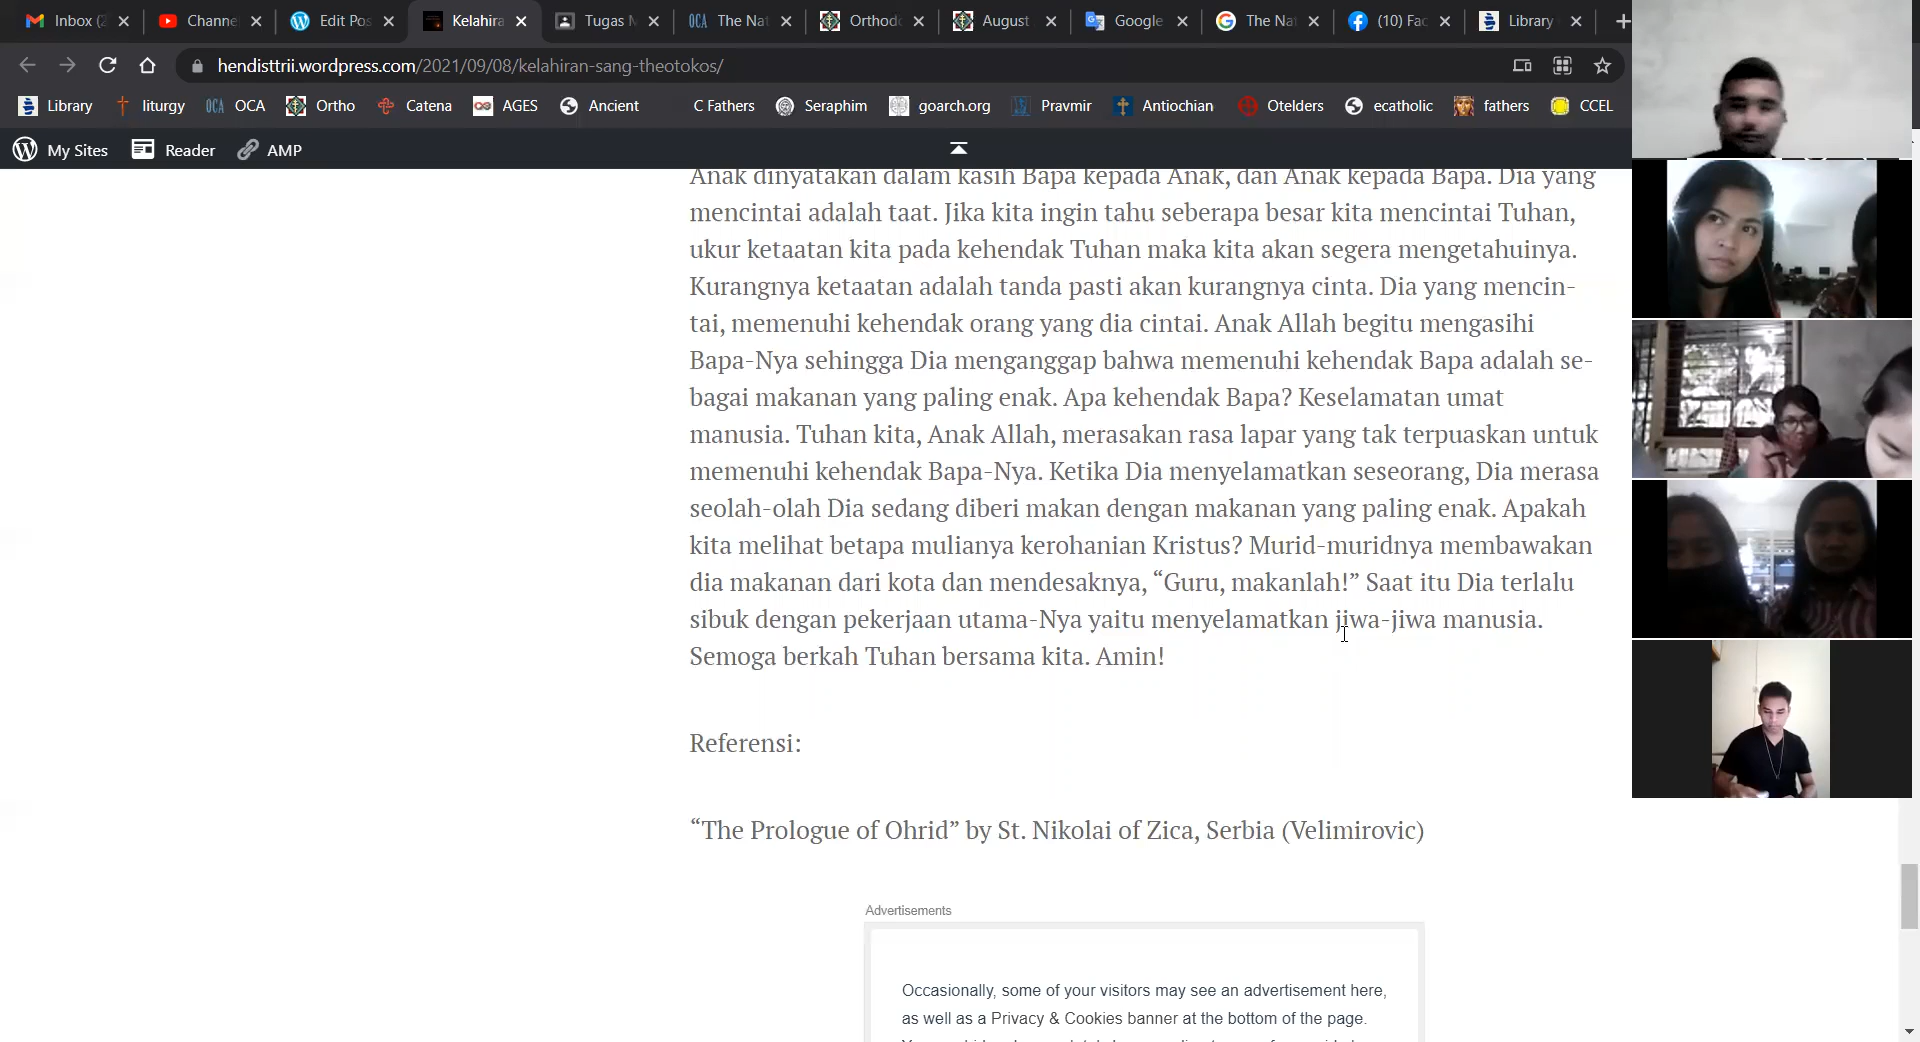 Inbox (2
Channe
Edit Pos
Kelahira
Tugas M
OCA The Nat
Orthodo
August
Google
The Nat
(10) Fac
Library
hendisttrii.wordpress.com/2021/09/08/kelahiran-sang-theotokos/
Library
liturgy
OCA OCA
Ortho
Catena
AGES
Ancient
C Fathers
Seraphim
goarch.org
Pravmir
Antiochian
Otelders
ecatholic
fathers
CCEL
My Sites
Reader
AMP
Anak dinyatakan dalam kasih Bapa kepada Anak, dan Anak kepada Bapa. Dia yang
mencintai adalah taat. Jika kita ingin tahu seberapa besar kita mencintai Tuhan,
ukur ketaatan kita pada kehendak Tuhan maka kita akan segera mengetahuinya.
Kurangnya ketaatan adalah tanda pasti akan kurangnya cinta. Dia yang mencin-
tai, memenuhi kehendak orang yang dia cintai. Anak Allah begitu mengasihi
Bapa-Nya sehingga Dia menganggap bahwa memenuhi kehendak Bapa adalah se-
bagai makanan yang paling enak. Apa kehendak Bapa? Keselamatan umat
manusia. Tuhan kita, Anak Allah, merasakan rasa lapar yang tak terpuaskan untuk
memenuhi kehendak Bapa-Nya. Ketika Dia menyelamatkan seseorang, Dia merasa
seolah-olah Dia sedang diberi makan dengan makanan yang paling enak. Apakah
kita melihat betapa mulianya kerohanian Kristus? Murid-muridnya membawakan
dia makanan dari kota dan mendesaknya, “Guru, makanlah!” Saat itu Dia terlalu
sibuk dengan pekerjaan utama-Nya yaitu menyelamatkan jiwa-jiwa manusia.
Semoga berkah Tuhan bersama kita. Amin!
Referensi:
“The Prologue of Ohrid” by St. Nikolai of Zica, Serbia (Velimirovic)
Advertisements
Occasionally, some of your visitors may see an advertisement here,
as well as a Privacy & Cookies banner at the bottom of the page.